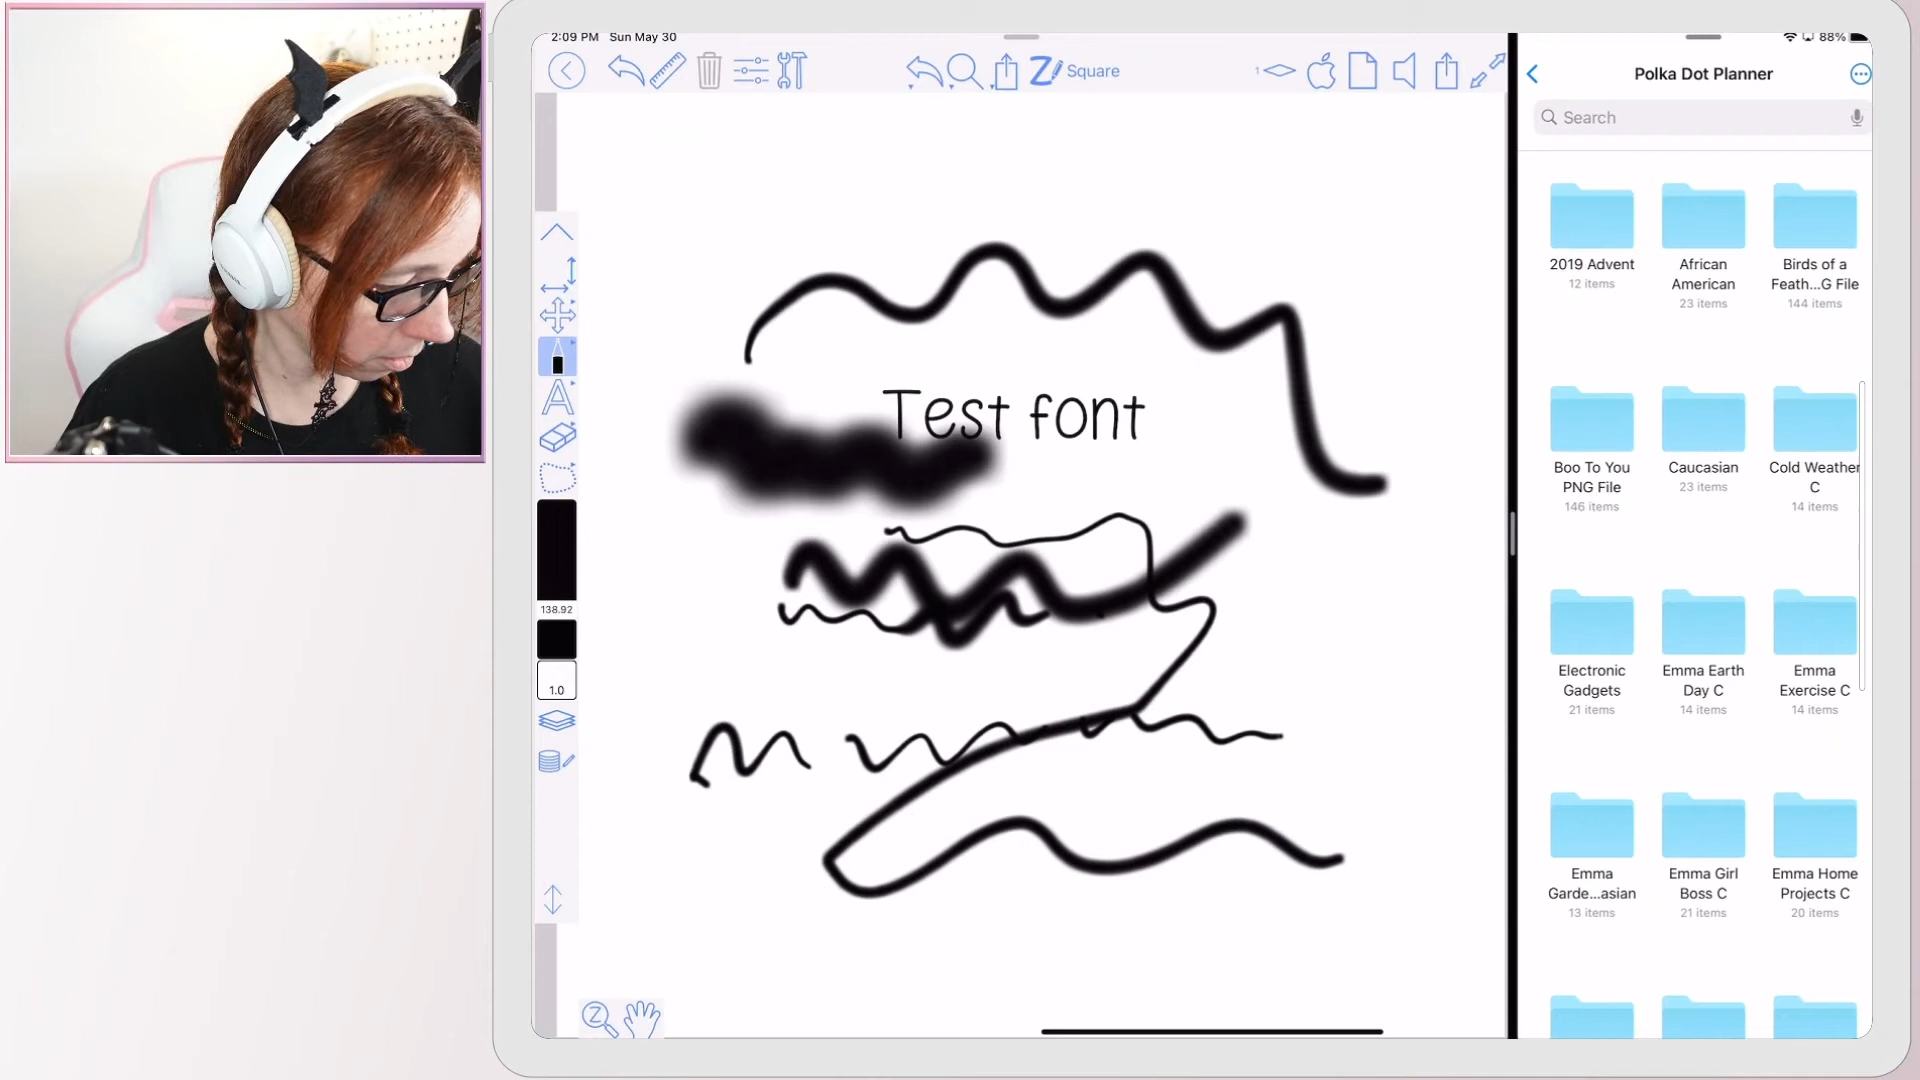 2:09 PM Sun May 30
88%
Square
1
Polka Dot Planner
Search
2019 Advent
12 items
African
American
23 items
Birds of a
Feath...G File
144 items
Test font
Boo To You
PNG File
146 items
Caucasian
23 items
Cold Weather
C
14 items
138.92
1.0
Electronic
Gadgets
21 items
Emma Earth
Day C
14 items
Emma
Exercise C
14 items
Emma
Garde...asian
13 items
Emma Girl
Boss C
21 items
Emma Home
Projects C
20 items